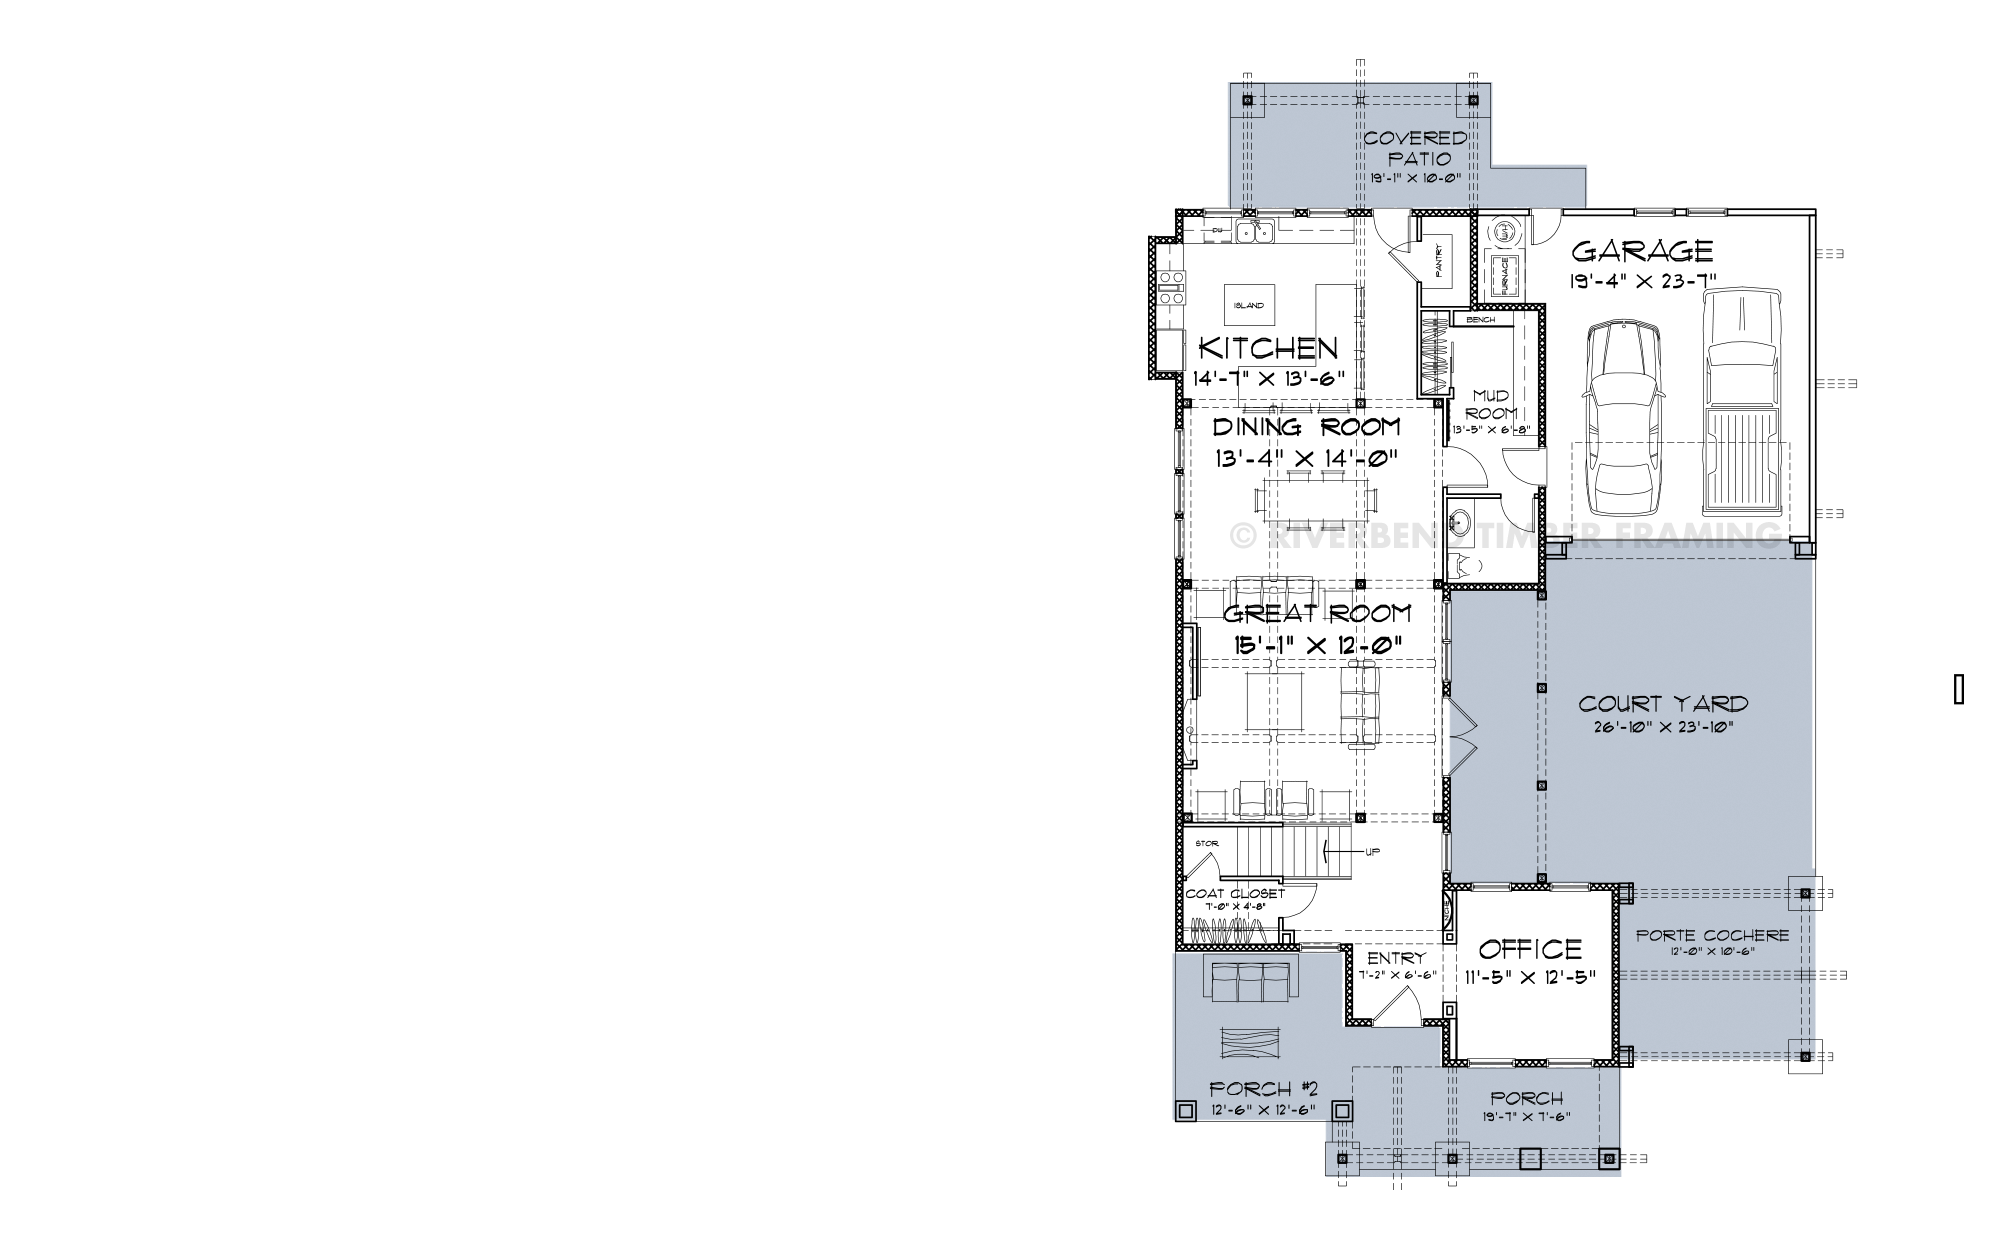 COVERED
PATIO
19'-1" X 10-0"
DW
PANTRY
HWH
FURNACE
GARAGE
19'-4" X 23-7"
ISLAND
BENCH
KITCHEN
14'-7" X 13'-6"
MUD
ROOM
13'-5" X 6'-8"
DINING ROOM
13'-4" X 14'-0"
© RIVERBEND TIMBER FRAMING
GREAT ROOM
15'-1" X 12-0"
COURT YARD
26'-10" X 23'-10"
STOR
UP
COAT CLOSET
7'-0" X 4'-8"
NICHE
PORTE COCHERE
12'-0" X 10'-6"
ENTRY
7'-2" X 6'-6"
OFFICE
11'-5" X 12'-5"
PORCH #2
12'-6" X 12'-6"
PORCH
19'-7" X 7'-6"